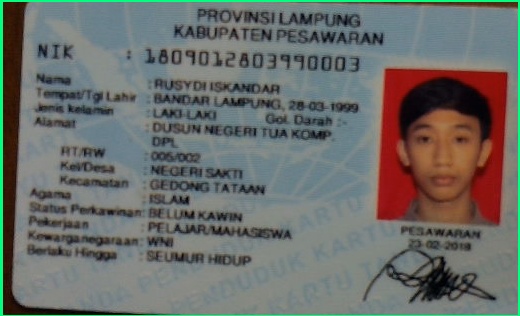 PROVINSI LAMPUNG
KABUPATEN PESAWARAN
NIK : 1809012803990003
Nama : RUSYDI ISKANDAR
Tempat/Tgl Lahir : BANDAR LAMPUNG, 28-03-1999
Jenis kelamin : LAKI-LAKI Gol. Darah :-
Alamat : DUSUN NEGERI TUA KOMP.
DPL
RT/RW : 005/002
Kel/Desa : NEGERI SAKTI
Kecamatan : GEDONG TATAAN
Agama : ISLAM
Status Perkawinan: BELUM KAWIN
Pekerjaan : PELAJAR/MAHASISWA
Kewarganegaraan: WNI
Berlaku Hingga : SEUMUR HIDUP
PESAWARAN
23-02-2018